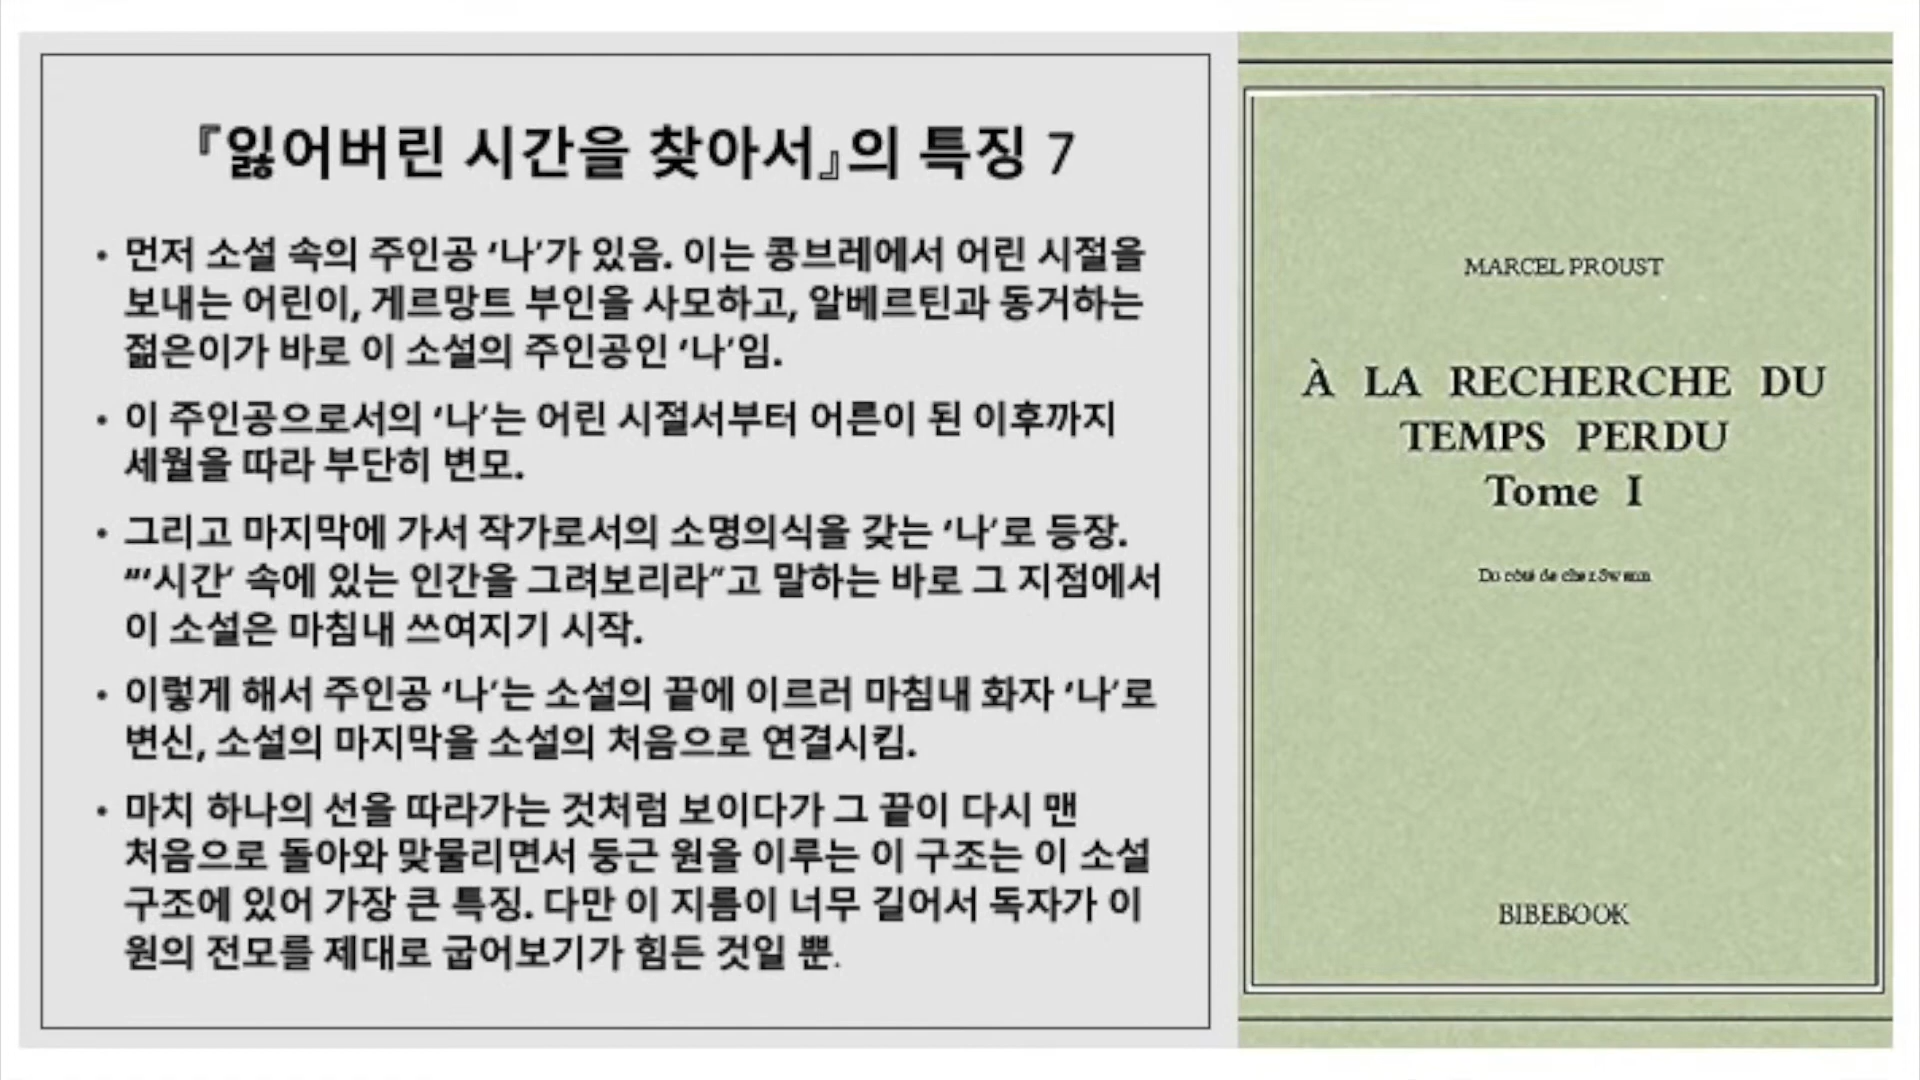 『잃어버린 시간을 찾아서』의 특징 7
• 먼저 소설 속의 주인공 ‘나’가 있음. 이는 콩브레에서 어린 시절을
보내는 어린이, 게르망트 부인을 사모하고, 알베르틴과 동거하는
젊은이가 바로 이 소설의 주인공인 ‘나’임.
• 이 주인공으로서의 ‘나’는 어린 시절서부터 어른이 된 이후까지
세월을 따라 부단히 변모.
• 그리고 마지막에 가서 작가로서의 소명의식을 갖는 ‘나’로 등장.
“‘시간’ 속에 있는 인간을 그려보리라”고 말하는 바로 그 지점에서
이 소설은 마침내 쓰여지기 시작.
• 이렇게 해서 주인공 ‘나’는 소설의 끝에 이르러 마침내 화자 ‘나’로
변신, 소설의 마지막을 소설의 처음으로 연결시킴.
• 마치 하나의 선을 따라가는 것처럼 보이다가 그 끝이 다시 맨
처음으로 돌아와 맞물리면서 둥근 원을 이루는 이 구조는 이 소설
구조에 있어 가장 큰 특징. 다만 이 지름이 너무 길어서 독자가 이
원의 전모를 제대로 굽어보기가 힘든 것일 뿐.
MARCEL PROUST
À LA RECHERCHE DU
TEMPS PERDU
Tome I
Du côté de chez Swann
BIBEBOOK